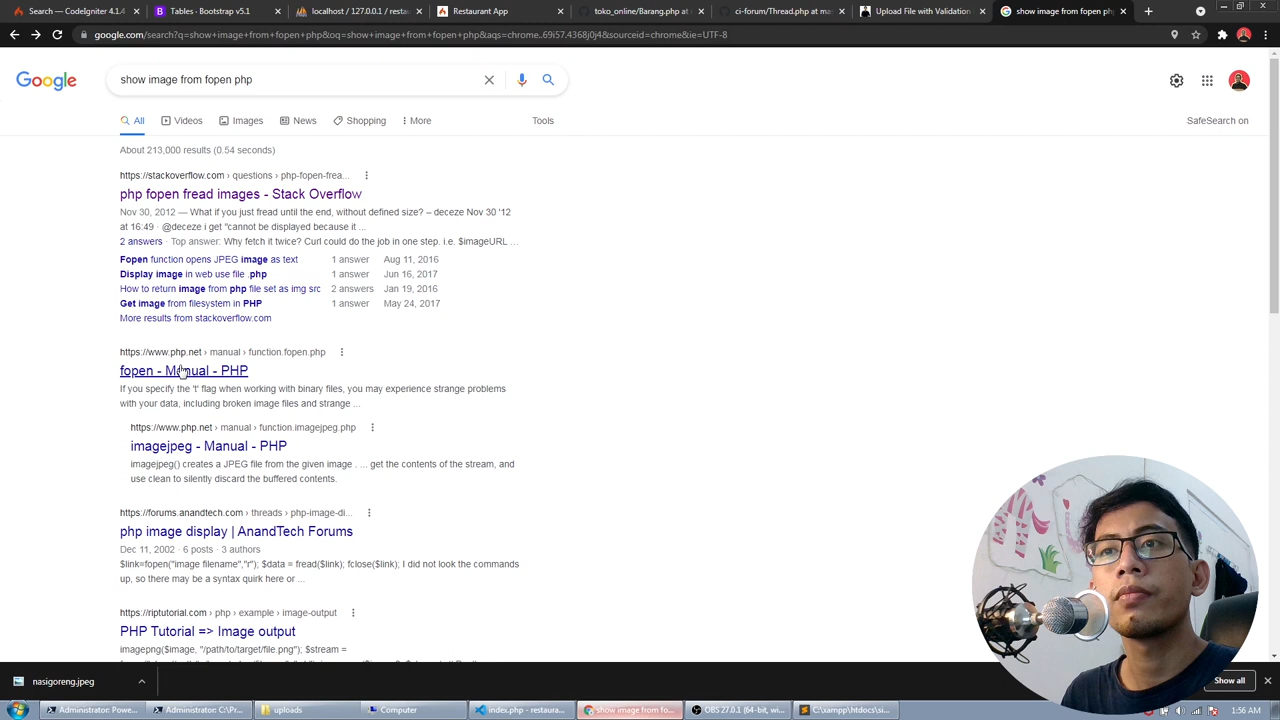 Search — CodeIgniter 4.1.4
Tables · Bootstrap v5.1
localhost / 127.0.0.1 / resta
Restaurant App
toko_online/Barang.php at m
ci-forum/Thread.php at mas
Upload File with Validation
show image from fopen php
google.com/search?q=show+image+from+fopen+php&oq=show+image+from+fopen+php&aqs=chrome..69i57.4368j0j4&sourceid=chrome&ie=UTF-8
Google
show image from fopen php
All
Videos
Images
News
Shopping
More
Tools
SafeSearch on
About 213,000 results (0.54 seconds)
https://stackoverflow.com › questions › php-fopen-frea...
php fopen fread images - Stack Overflow
Nov 30, 2012 — What if you just fread until the end, without defined size? – deceze Nov 30 '12
at 16:49 · @deceze i get "cannot be displayed because it ...
2 answers · Top answer: Why fetch it twice? Curl could do the job in one step. i.e. $imageURL ...
Fopen function opens JPEG image as text 1 answer Aug 11, 2016
Display image in web use file .php 1 answer Jun 16, 2017
How to return image from php file set as img src 2 answers Jan 19, 2016
Get image from filesystem in PHP 1 answer May 24, 2017
More results from stackoverflow.com
https://www.php.net › manual › function.fopen.php
fopen - Manual - PHP
If you specify the 't' flag when working with binary files, you may experience strange problems
with your data, including broken image files and strange ...
https://www.php.net › manual › function.imagejpeg.php
imagejpeg - Manual - PHP
imagejpeg() creates a JPEG file from the given image . ... get the contents of the stream, and
use clean to silently discard the buffered contents.
https://forums.anandtech.com › threads › php-image-di...
php image display | AnandTech Forums
Dec 11, 2002 · 6 posts · 3 authors
$link=fopen("image filename","r"); $data = fread($link); fclose($link); I did not look the commands
up, so there may be a syntax quirk here or ...
https://riptutorial.com › php › example › image-output
PHP Tutorial => Image output
imagepng($image, "/path/to/target/file.png"); $stream =
nasigoreng.jpeg
Show all
Administrator: Powe...
Administrator: C:\Pr...
uploads
Computer
index.php - restaura...
show image from fo...
OBS 27.0.1 (64-bit, w...
C:\xampp\htdocs\si...
1:56 AM